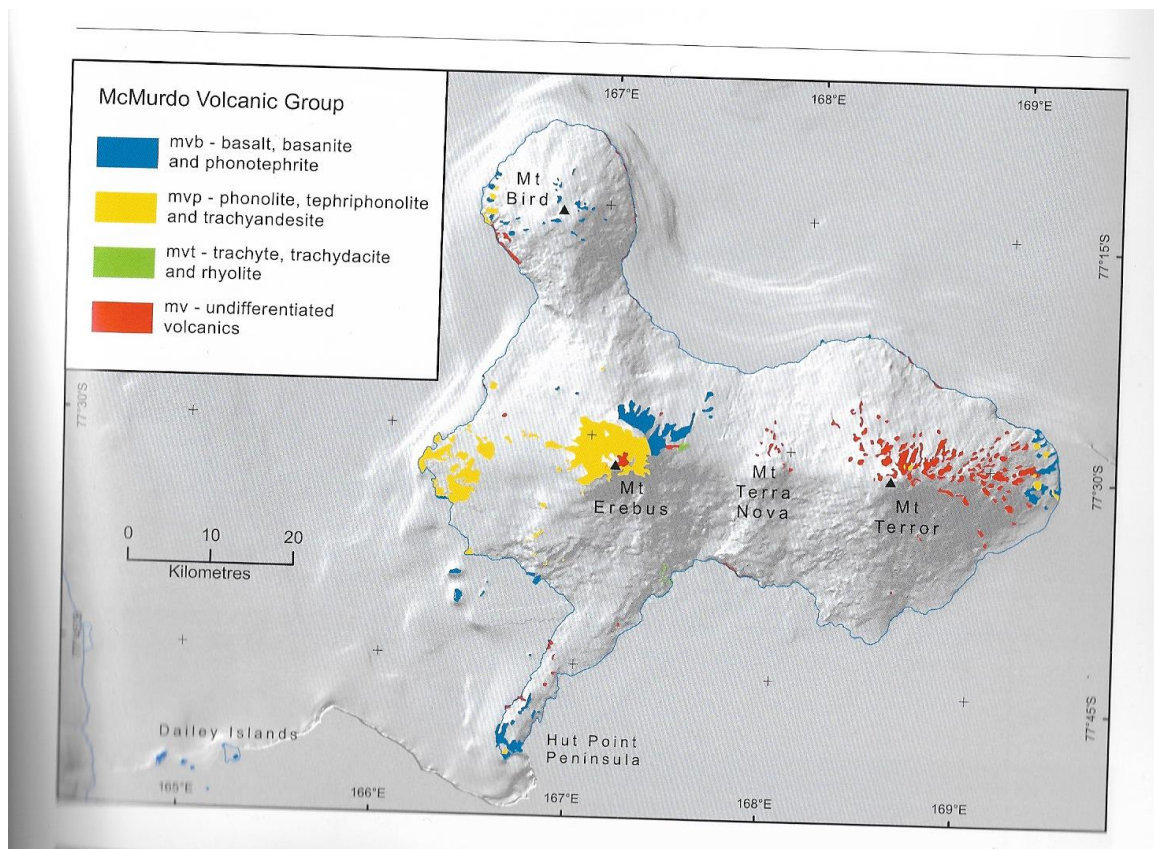 McMurdo Volcanic Group
mvb - basalt, basanite
and phonotephrite
mvp - phonolite, tephriphonolite
and trachyandesite
mvt - trachyte, trachydacite
and rhyolite
mv - undifferentiated
volcanics
167°E
168°E
169°E
77°15'S
77°30'S
77°30'S
77°45'S
Mt
Bird
Mt
Erebus
Mt
Terra
Nova
Mt
Terror
0 10 20
Kilometres
Dailey Islands
Hut Point
Peninsula
165°E
166°E
167°E
168°E
169°E